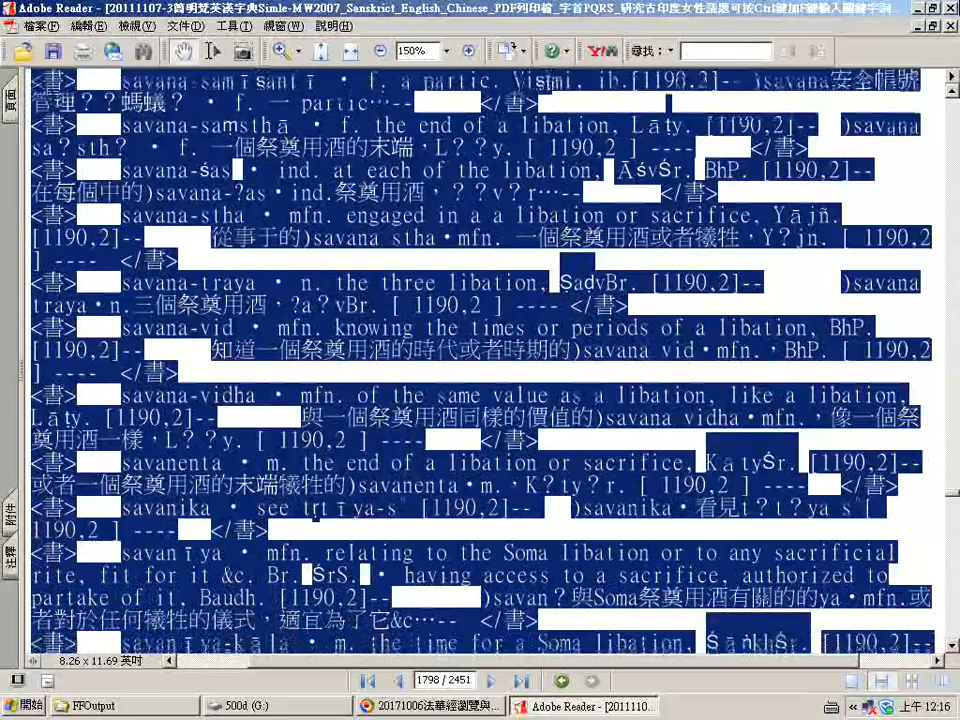 Adobe Reader - [20111107-3簡明梵英漢字典Simle-MW2007_Sanskrict_English_Chinese_PDF列印檔_字首PQRS_研究古印度女性議題可按Ctrl鍵加F鍵輸入關鍵字詞
檔案(F) 編輯(E) 檢視(V) 文件(D) 工具(T) 視窗(W) 說明(H)
150% Y! 尋找:
頁面
<書> savana-samīśantī • f. a partic. Viṣṭuti, ib.[1190,2]-- )savana安全帳號
管理??螞蟻? • f. 一 partic…-- </書>
<書> savana-saṃsthā • f. the end of a libation, Lāṭy. [1190,2]-- )savana
sa?sth? • f. 一個祭奠用酒的末端,L??y. [ 1190,2 ] ---- </書>
<書> savana-śas • ind. at each of the libation, ĀśvŚr. BhP. [1190,2]--
在每個中的)savana-?as • ind.祭奠用酒,??v?r…-- </書>
<書> savana-stha • mfn. engaged in a a libation or sacrifice, Yājñ.
[1190,2]-- 從事于的)savana stha•mfn. 一個祭奠用酒或者犧牲,Y?jn. [ 1190,2
] ---- </書>
<書> savana-traya • n. the three libation, ṢaḍvBr. [1190,2]-- )savana
traya•n.三個祭奠用酒,?a?vBr. [ 1190,2 ] ---- </書>
<書> savana-vid • mfn. knowing the times or periods of a libation, BhP.
[1190,2]-- 知道一個祭奠用酒的時代或者時期的)savana vid•mfn.,BhP. [ 1190,2
] ---- </書>
<書> savana-vidha • mfn. of the same value as a libation, like a libation,
Lāṭy. [1190,2]-- 與一個祭奠用酒同樣的價值的)savana vidha•mfn. ,像一個祭
奠用酒一樣,L??y. [ 1190,2 ] ---- </書>
<書> savanenta • m. the end of a libation or sacrifice, KātyŚr. [1190,2]--
或者一個祭奠用酒的末端犧牲的)savanenta•m.,K?ty?r. [ 1190,2 ] ---- </書>
<書> savanika • see tṛtīya-s° [1190,2]-- )savanika•看見t?t?ya s°[
1190,2 ] ---- </書>
<書> savanīya • mfn. relating to the Soma libation or to any sacrificial
rite, fit for it &c. Br. ŚrS. • having access to a sacrifice, authorized to
partake of it, Baudh. [1190,2]-- )savan?與Soma祭奠用酒有關的的ya•mfn.或
者對於任何犧牲的儀式,適宜為了它&c…-- </書>
<書> savanīya-kāla • m. the time for a Soma libation, Śāṅkhśr. [1190,2]--
附件
注釋
8.26 x 11.69 英吋
1798 / 2451
開始 FFOutput 500d (G:) 20171006法華經瀏覽與... Adobe Reader - [2011110... 上午 12:16